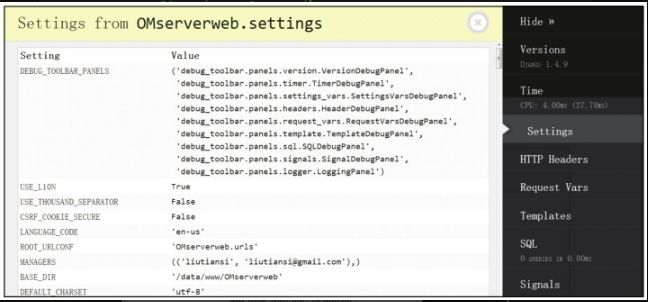 Settings from OMserverweb.settings
Setting Value
DEBUG_TOOLBAR_PANELS ('debug_toolbar.panels.version.VersionDebugPanel',
'debug_toolbar.panels.timer.TimerDebugPanel',
'debug_toolbar.panels.settings_vars.SettingsVarsDebugPanel',
'debug_toolbar.panels.headers.HeaderDebugPanel',
'debug_toolbar.panels.request_vars.RequestVarsDebugPanel',
'debug_toolbar.panels.template.TemplateDebugPanel',
'debug_toolbar.panels.sql.SQLDebugPanel',
'debug_toolbar.panels.signals.SignalDebugPanel',
'debug_toolbar.panels.logger.LoggingPanel')
USE_L10N True
USE_THOUSAND_SEPARATOR False
CSRF_COOKIE_SECURE False
LANGUAGE_CODE 'en-us'
ROOT_URLCONF 'OMserverweb.urls'
MANAGERS (('liutiansi', 'liutiansi@gmail.com'),)
BASE_DIR '/data/www/OMserverweb'
DEFAULT_CHARSET 'utf-8'
Hide »
Versions
Django 1.4.9
Time
CPU: 4.00ms (27.78ms)
Settings
HTTP Headers
Request Vars
Templates
SQL
0 queries in 0.00ms
Signals